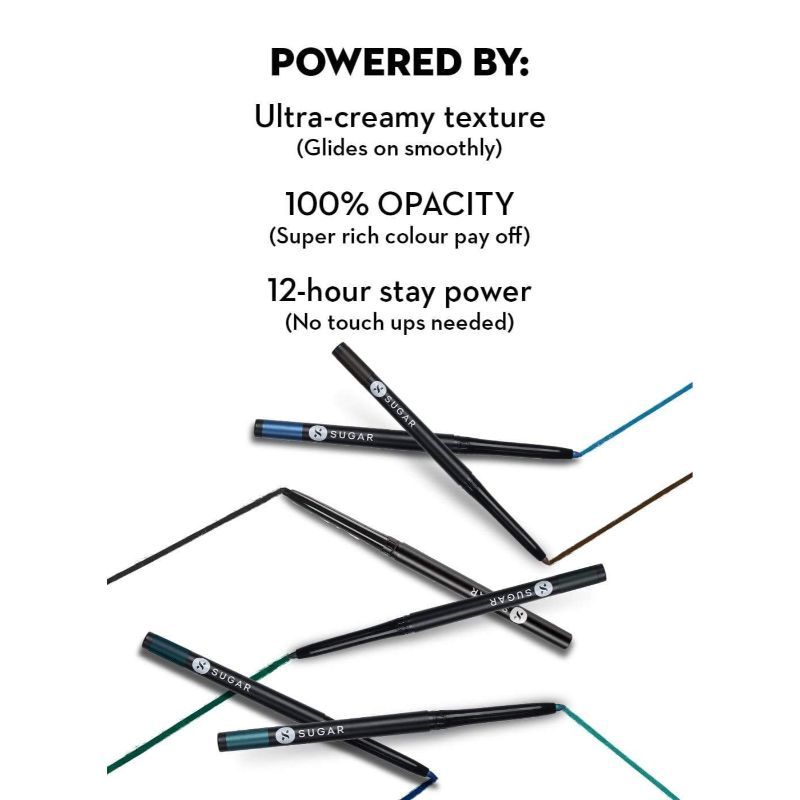 POWERED BY:
Ultra-creamy texture
(Glides on smoothly)
100% OPACITY
(Super rich colour pay off)
12-hour stay power
(No touch ups needed)
SUGAR
SUGAR
SUGAR
SUGAR
SUGAR
SUGAR